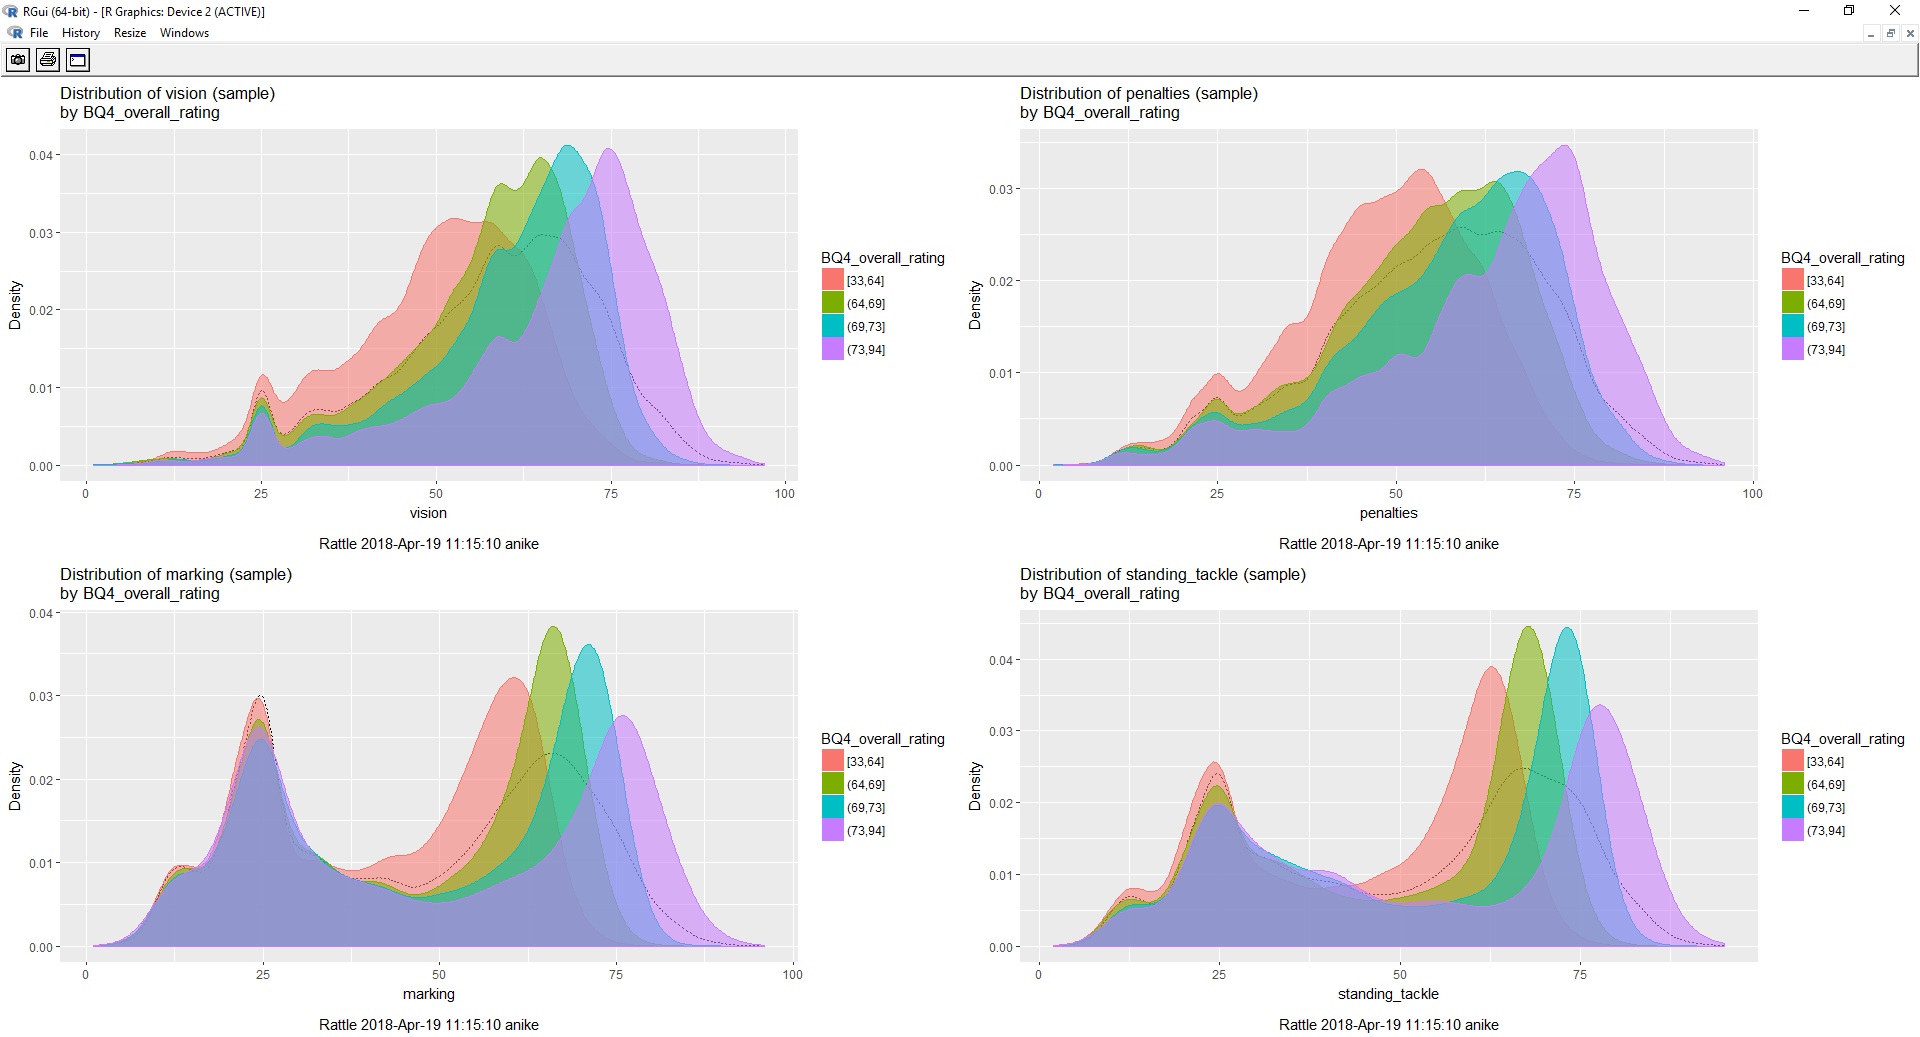 RGui (64-bit) - [R Graphics: Device 2 (ACTIVE)]
File History Resize Windows
Distribution of vision (sample)
by BQ4_overall_rating
Density
0.04
0.03
0.02
0.01
0.00
0 25 50 75 100
vision
Rattle 2018-Apr-19 11:15:10 anike
BQ4_overall_rating
[33,64]
(64,69]
(69,73]
(73,94]
Distribution of penalties (sample)
by BQ4_overall_rating
Density
0.03
0.02
0.01
0.00
0 25 50 75 100
penalties
Rattle 2018-Apr-19 11:15:10 anike
BQ4_overall_rating
[33,64]
(64,69]
(69,73]
(73,94]
Distribution of marking (sample)
by BQ4_overall_rating
Density
0.04
0.03
0.02
0.01
0.00
0 25 50 75 100
marking
Rattle 2018-Apr-19 11:15:10 anike
BQ4_overall_rating
[33,64]
(64,69]
(69,73]
(73,94]
Distribution of standing_tackle (sample)
by BQ4_overall_rating
Density
0.04
0.03
0.02
0.01
0.00
0 25 50 75
standing_tackle
Rattle 2018-Apr-19 11:15:10 anike
BQ4_overall_rating
[33,64]
(64,69]
(69,73]
(73,94]